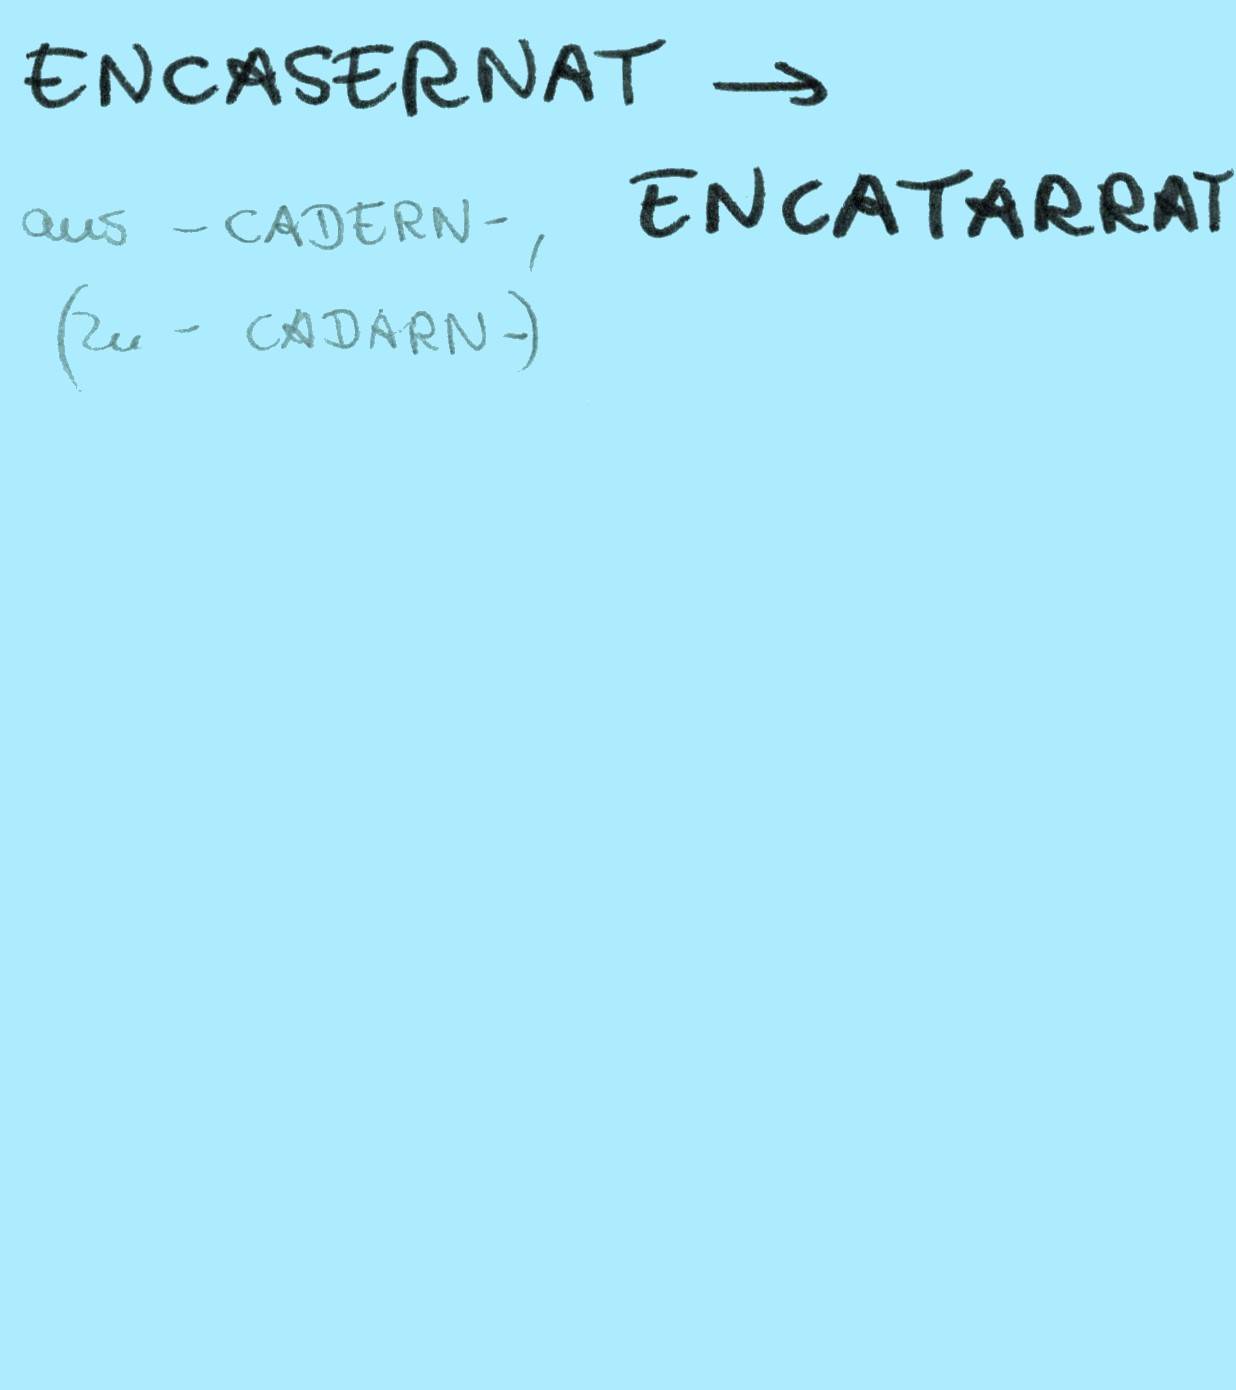 ENCASERNAT →
ENCATARRAT
aus - CADERN-,
(zu - CADARN-)